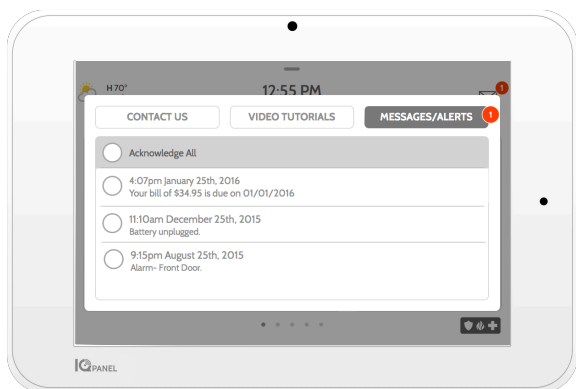 H 70°
12:55 PM
1
CONTACT US
VIDEO TUTORIALS
MESSAGES/ALERTS
1
Acknowledge All
4:07pm January 25th, 2016
Your bill of $34.95 is due on 01/01/2016
11:10am December 25th, 2015
Battery unplugged.
9:15pm August 25th, 2015
Alarm- Front Door.
IQ PANEL